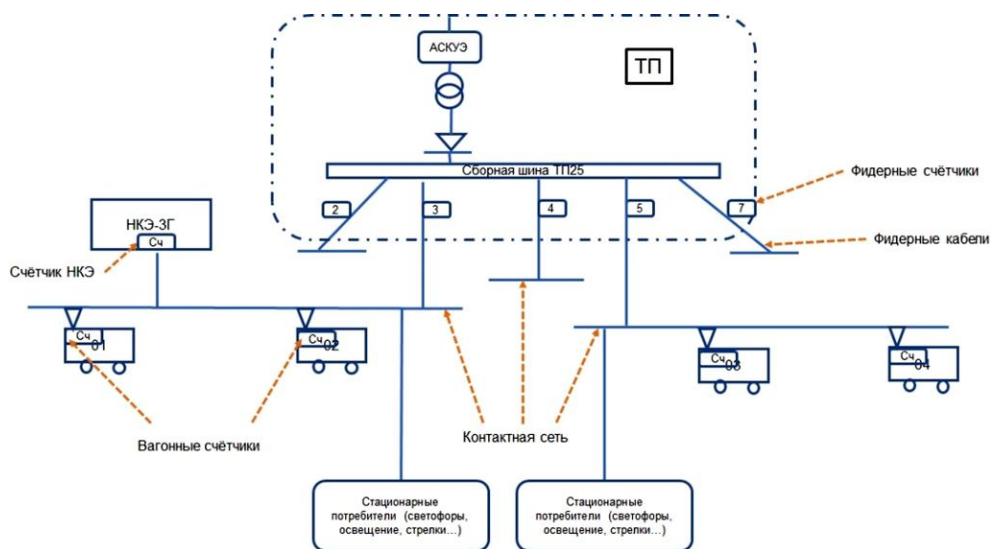 АСКУЭ
ТП
Сборная шина ТП25
Фидерные счётчики
2
3
4
5
7
НКЭ-3Г
Сч
Фидерные кабели
Счётчик НКЭ
Сч
01
Сч
02
Сч
03
Сч
04
Вагонные счётчики
Контактная сеть
Стационарные
потребители (светофоры,
освещение, стрелки...)
Стационарные
потребители (светофоры,
освещение, стрелки...)